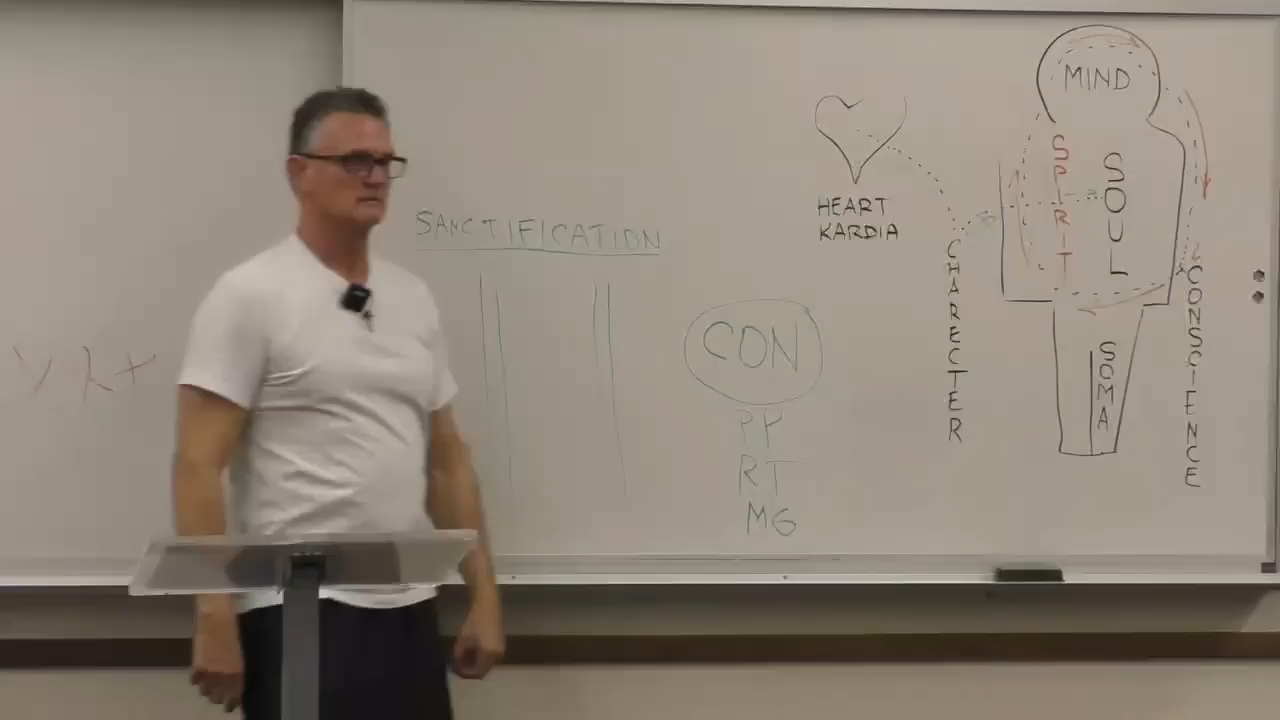 SANCTIFICATION
CON
PP
RT
MG
HEART
KARDIA
CHARECTER
MIND
SPIRIT
SOUL
SOMA
CONSCIENCE